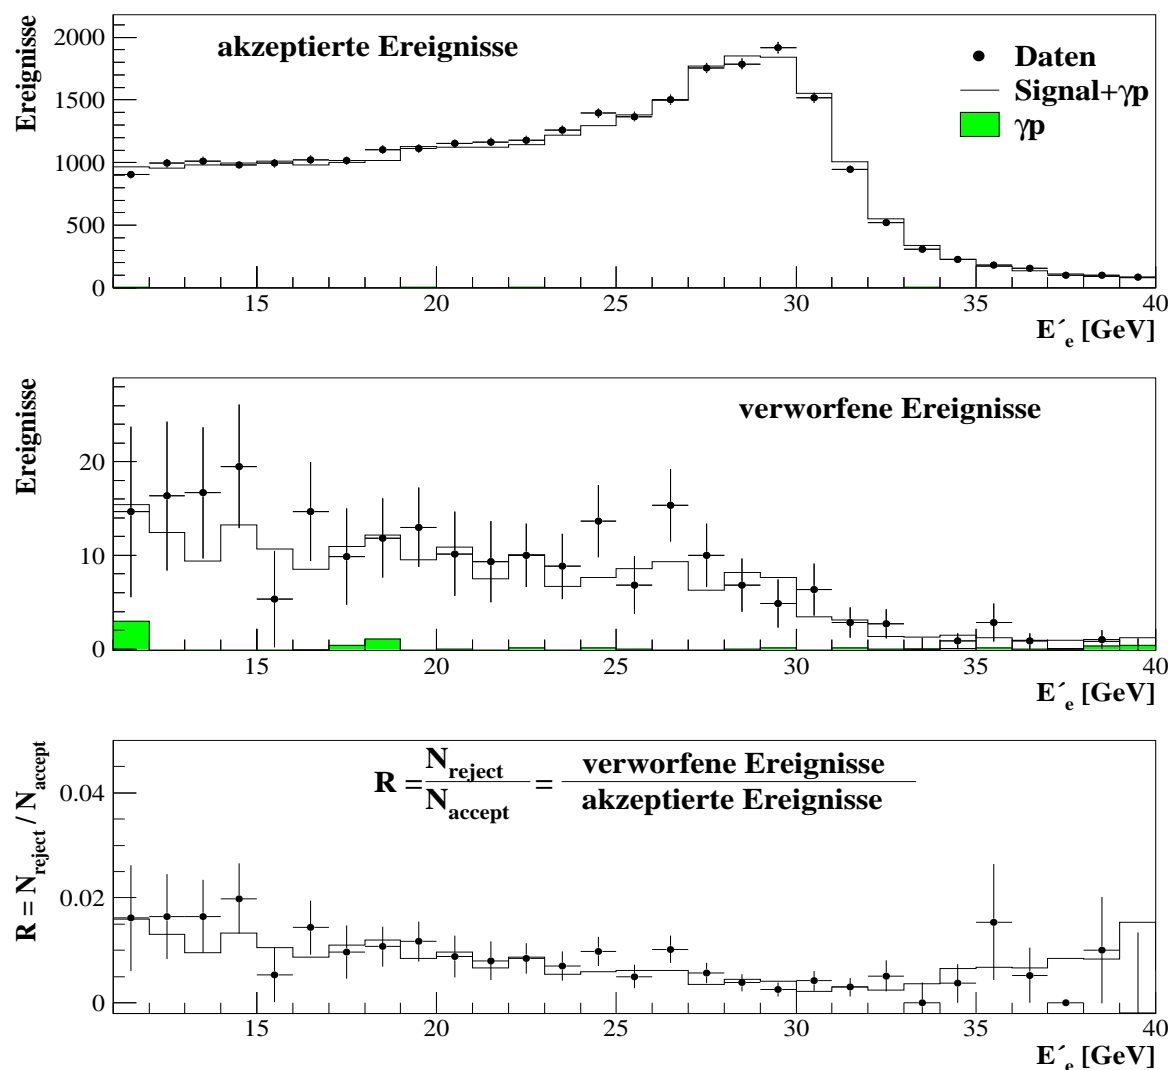 akzeptierte Ereignisse
Ereignisse
2000
1500
1000
500
0
Daten
Signal+γp
γp
15 20 25 30 35 40
E´e [GeV]
verworfene Ereignisse
Ereignisse
20
10
0
15 20 25 30 35 40
E´e [GeV]
R = Nreject / Naccept
R = Nreject / Naccept = verworfene Ereignisse / akzeptierte Ereignisse
0.04
0.02
0
15 20 25 30 35 40
E´e [GeV]